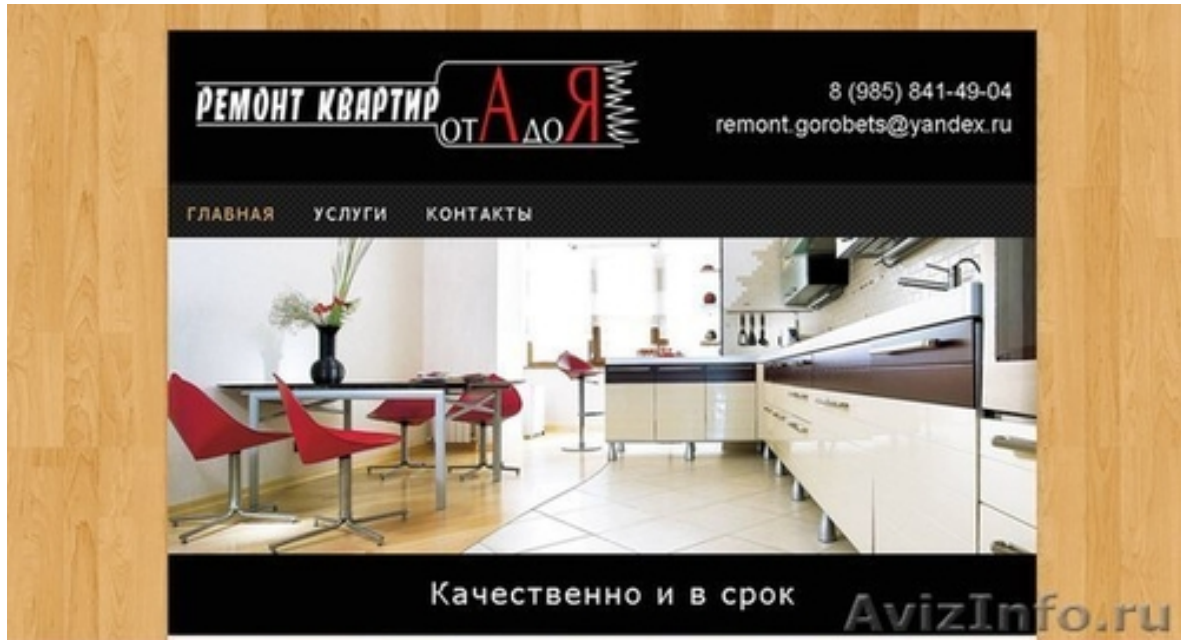 РЕМОНТ КВАРТИР ОТ А ДО Я
8 (985) 841-49-04
remont.gorobets@yandex.ru
ГЛАВНАЯ УСЛУГИ КОНТАКТЫ
Качественно и в срок
AvizInfo.ru